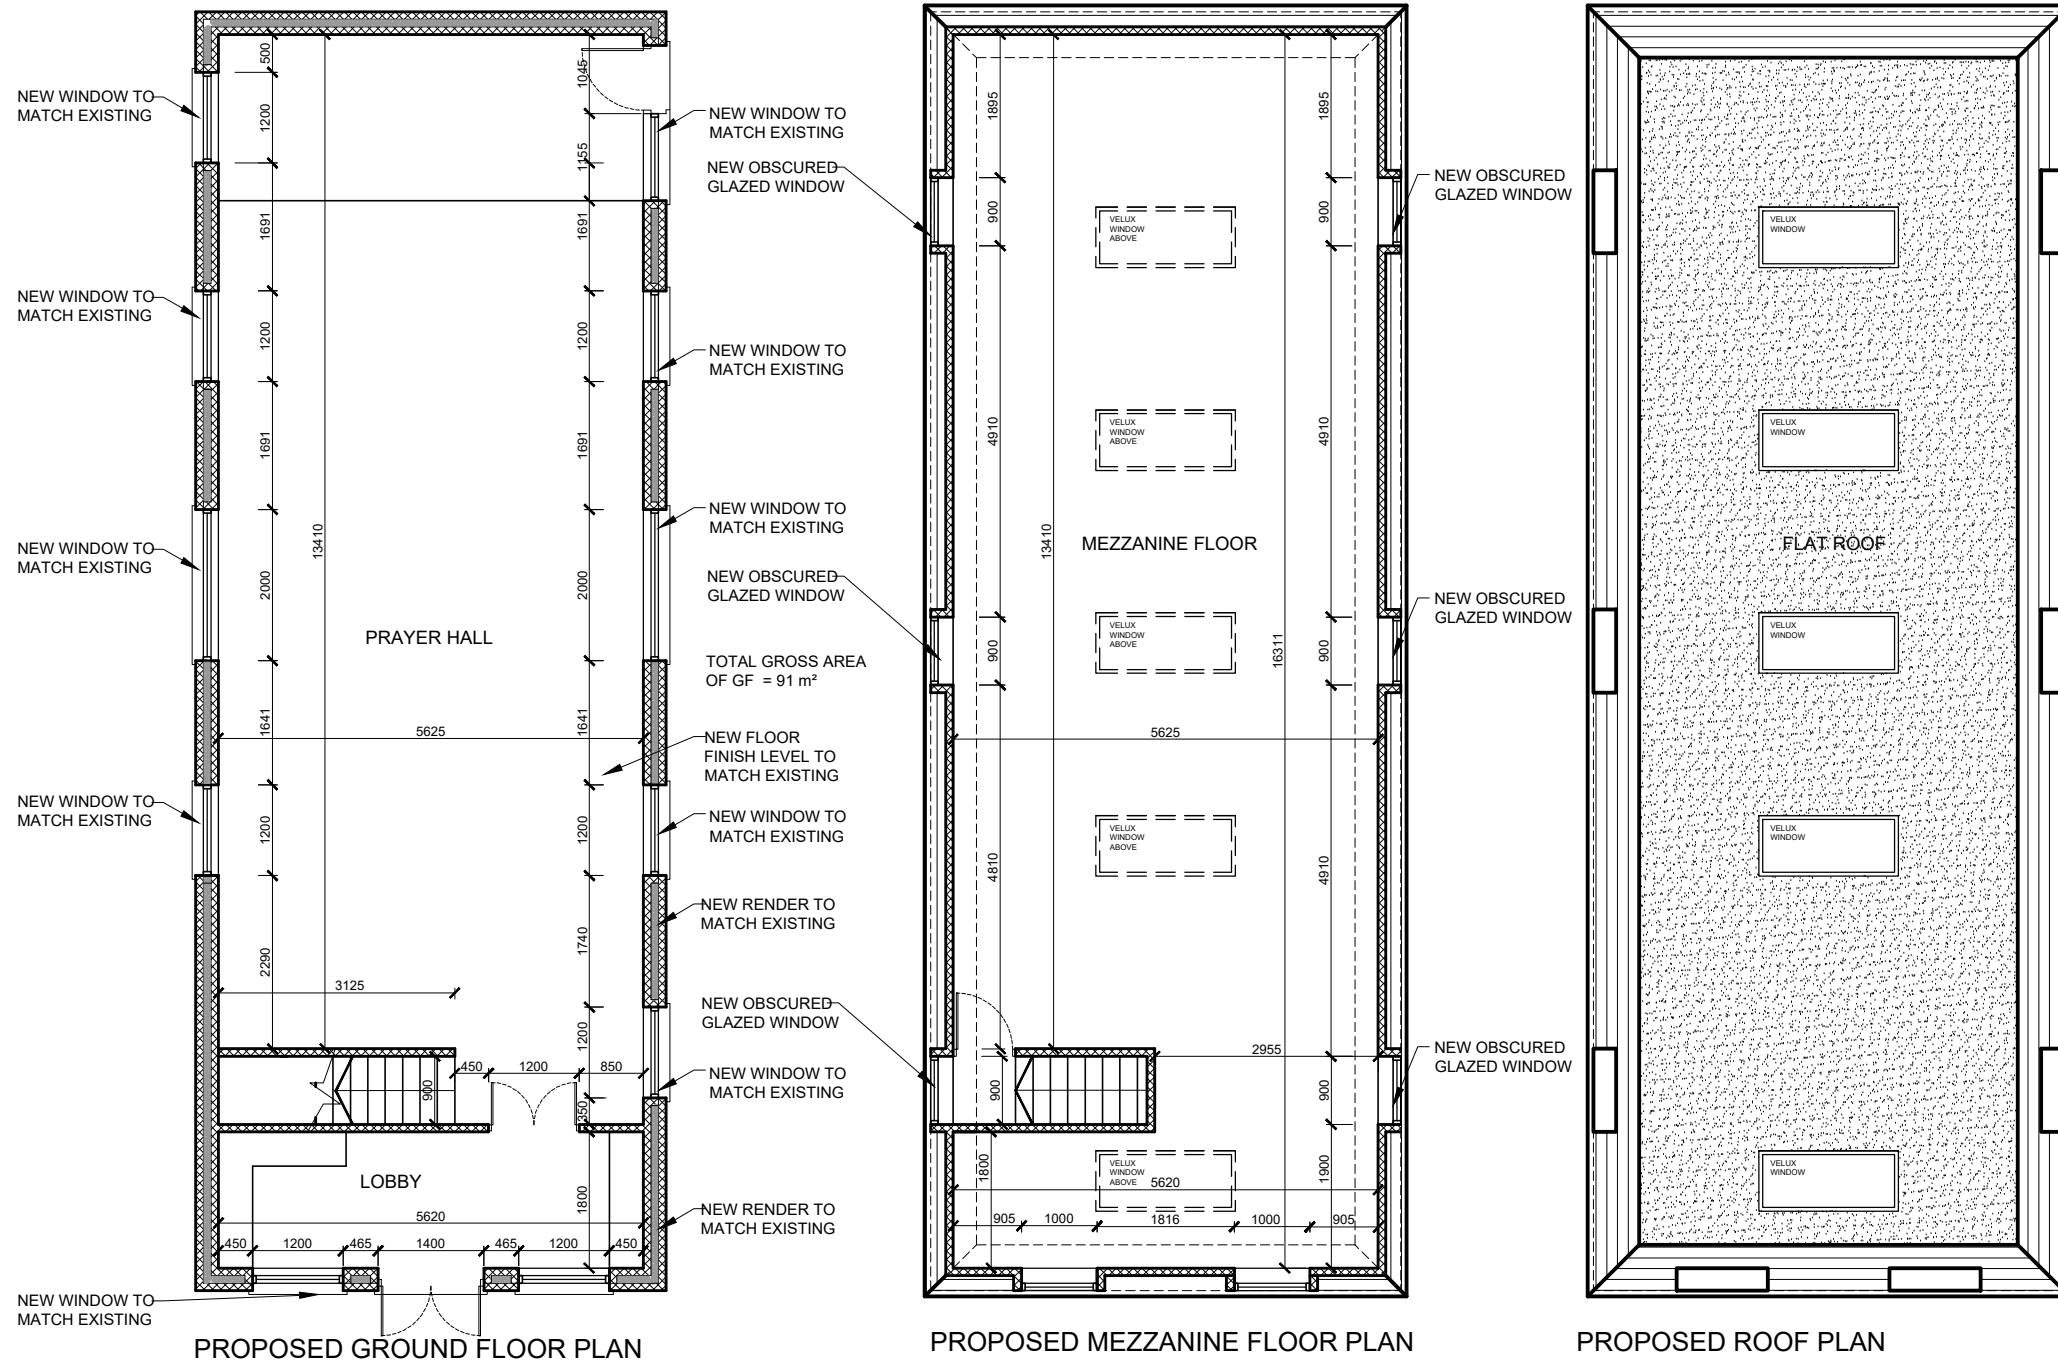 NEW WINDOW TO
MATCH EXISTING
NEW WINDOW TO
MATCH EXISTING
NEW WINDOW TO
MATCH EXISTING
NEW WINDOW TO
MATCH EXISTING
NEW WINDOW TO
MATCH EXISTING
500
1200
1691
1200
1691
2000
1641
1200
2290
13410
1045
1155
1691
1200
1691
2000
1641
1200
1740
1200
350
1800
PRAYER HALL
5625
3125
450
1200
850
900
LOBBY
5620
450
1200
465
1400
465
1200
450
PROPOSED GROUND FLOOR PLAN
NEW WINDOW TO
MATCH EXISTING
NEW OBSCURED
GLAZED WINDOW
NEW WINDOW TO
MATCH EXISTING
NEW WINDOW TO
MATCH EXISTING
NEW OBSCURED
GLAZED WINDOW
TOTAL GROSS AREA
OF GF = 91 m²
NEW FLOOR
FINISH LEVEL TO
MATCH EXISTING
NEW WINDOW TO
MATCH EXISTING
NEW RENDER TO
MATCH EXISTING
NEW OBSCURED
GLAZED WINDOW
NEW WINDOW TO
MATCH EXISTING
NEW RENDER TO
MATCH EXISTING
1895
900
4910
900
4810
900
1800
13410
16311
1895
900
4910
900
4910
900
1900
VELUX
WINDOW
ABOVE
VELUX
WINDOW
ABOVE
MEZZANINE FLOOR
VELUX
WINDOW
ABOVE
5625
VELUX
WINDOW
ABOVE
2955
VELUX
WINDOW
ABOVE
5620
905
1000
1816
1000
905
PROPOSED MEZZANINE FLOOR PLAN
NEW OBSCURED
GLAZED WINDOW
NEW OBSCURED
GLAZED WINDOW
NEW OBSCURED
GLAZED WINDOW
VELUX
WINDOW
VELUX
WINDOW
FLAT ROOF
VELUX
WINDOW
VELUX
WINDOW
VELUX
WINDOW
PROPOSED ROOF PLAN